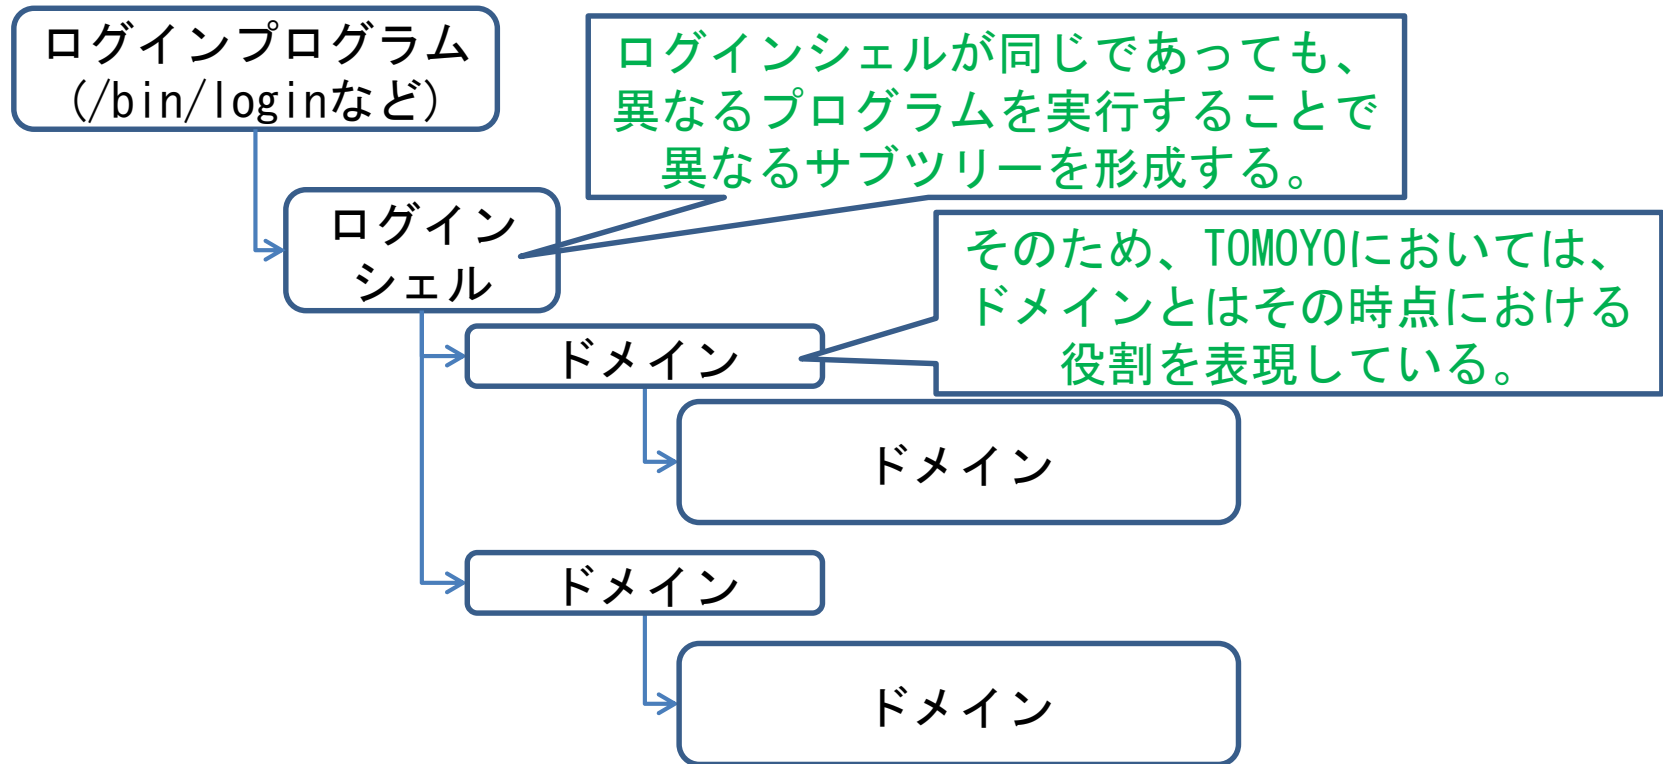 ログインプログラム
(/bin/loginなど)
ログインシェルが同じであっても、
異なるプログラムを実行することで
異なるサブツリーを形成する。
ログイン
シェル
そのため、TOMOYOにおいては、
ドメインとはその時点における
役割を表現している。
ドメイン
ドメイン
ドメイン
ドメイン